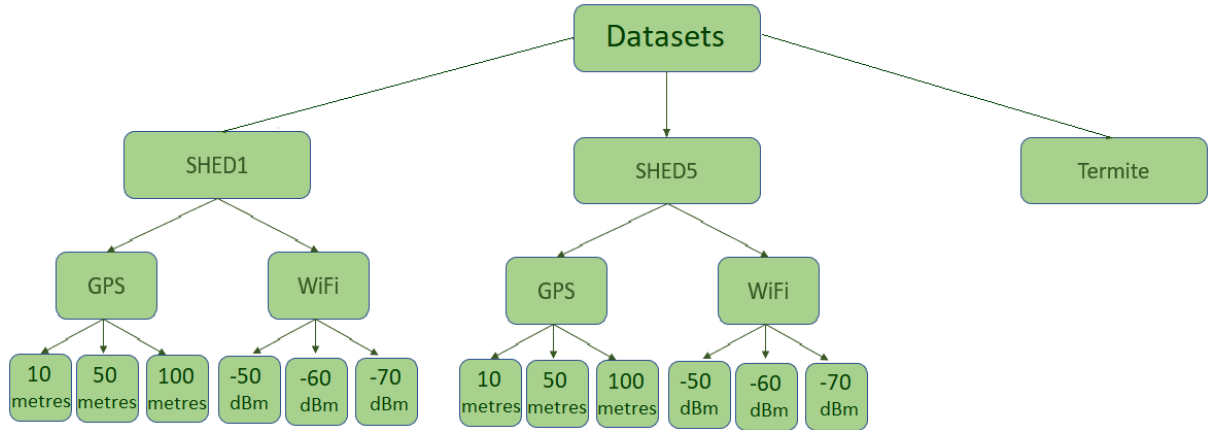 Datasets
SHED1
SHED5
Termite
GPS
WiFi
GPS
WiFi
10
metres
50
metres
100
metres
-50
dBm
-60
dBm
-70
dBm
10
metres
50
metres
100
metres
-50
dBm
-60
dBm
-70
dBm